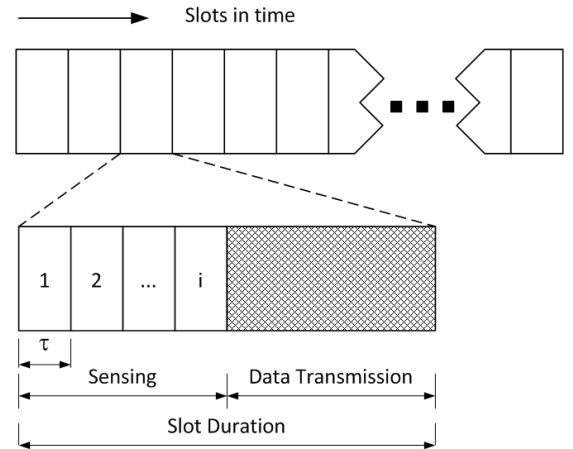 Slots in time
1 2 ... i
τ
Sensing Data Transmission
Slot Duration